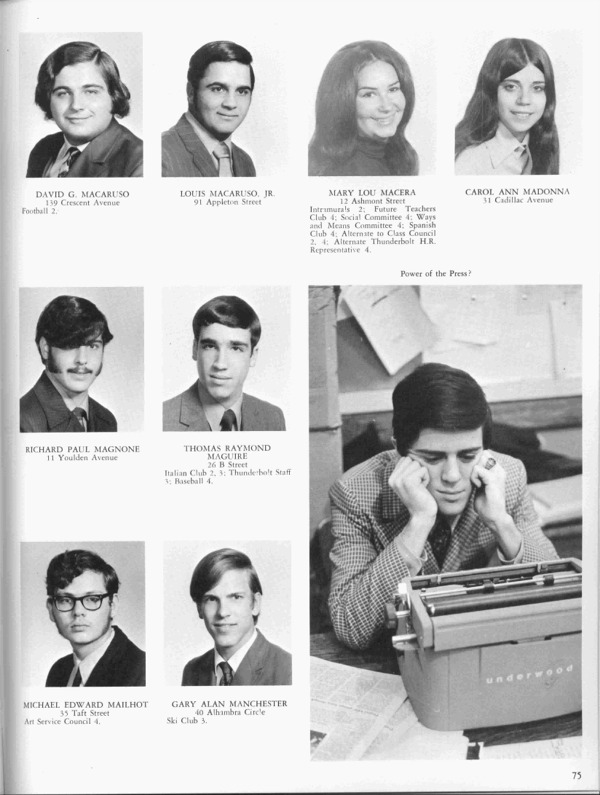 DAVID G. MACARUSO
139 Crescent Avenue
Football 2.
LOUIS MACARUSO, JR.
91 Appleton Street
MARY LOU MACERA
12 Ashmont Street
Intramurals 2; Future Teachers
Club 4; Social Committee 4; Ways
and Means Committee 4; Spanish
Club 4; Alternate to Class Council
2, 4; Alternate Thunderbolt H.R.
Representative 4.
CAROL ANN MADONNA
31 Cadillac Avenue
RICHARD PAUL MAGNONE
11 Youlden Avenue
THOMAS RAYMOND
MAGUIRE
26 B Street
Italian Club 2, 3; Thunderbolt Staff
3; Baseball 4.
Power of the Press?
underwood
MICHAEL EDWARD MAILHOT
35 Taft Street
Art Service Council 4.
GARY ALAN MANCHESTER
40 Alhambra Circle
Ski Club 3.
75